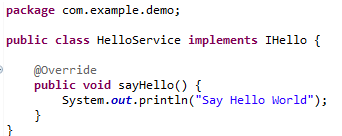 package com.example.demo;
public class HelloService implements IHello {
@Override
public void sayHello() {
System.out.println("Say Hello World");
}
}